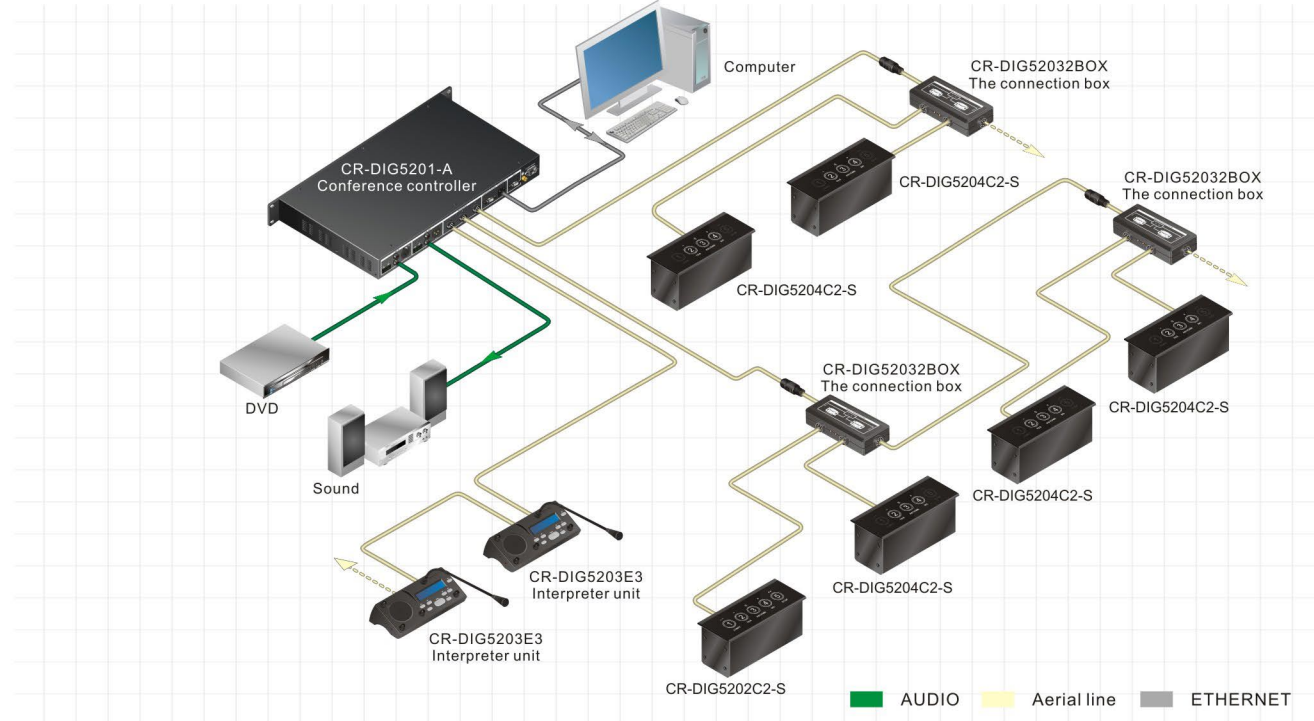 Computer
CR-DIG52032BOX
The connection box
CR-DIG5201-A
Conference controller
CR-DIG5204C2-S
CR-DIG52032BOX
The connection box
CR-DIG5204C2-S
CR-DIG52032BOX
The connection box
DVD
CR-DIG5204C2-S
Sound
CR-DIG5204C2-S
CR-DIG5203E3
Interpreter unit
CR-DIG5204C2-S
CR-DIG5203E3
Interpreter unit
CR-DIG5202C2-S
AUDIO
Aerial line
ETHERNET